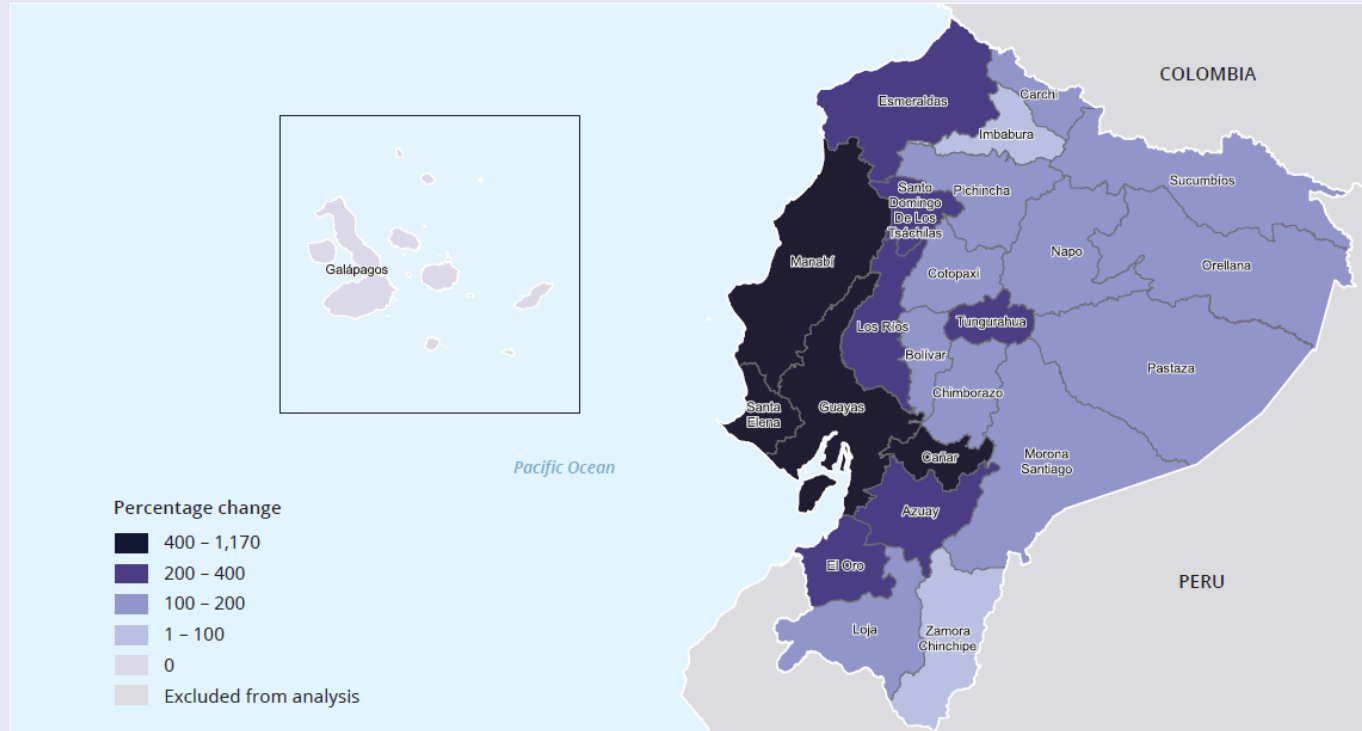 COLOMBIA
Carchi
Esmeraldas
Imbabura
Sucumbíos
Santo
Domingo
De Los
Tsáchilas
Pichincha
Napo
Orellana
Manabí
Galápagos
Cotopaxi
Los Ríos
Tungurahua
Bolívar
Pastaza
Chimborazo
Santa
Elena
Guayas
Cañar
Morona
Santiago
Pacific Ocean
Azuay
El Oro
PERU
Loja
Zamora
Chinchipe
Percentage change
400 – 1,170
200 – 400
100 – 200
1 – 100
0
Excluded from analysis